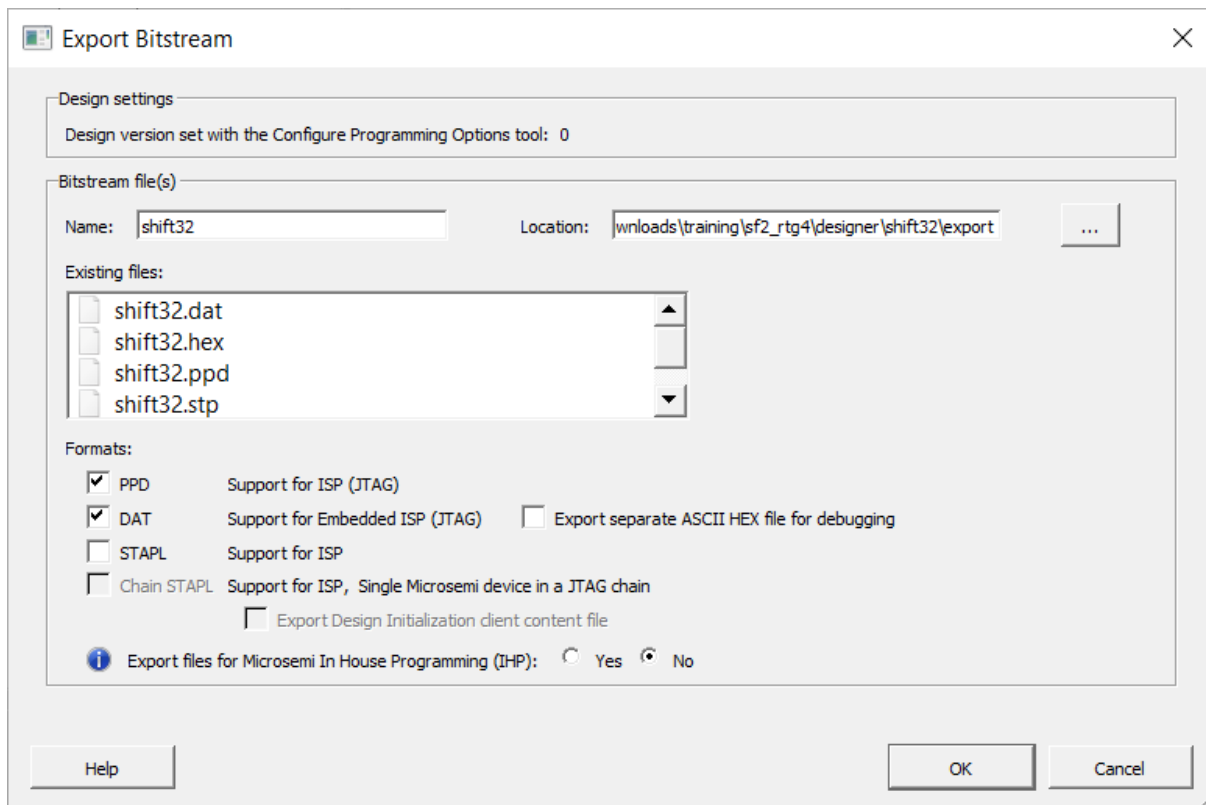 Export Bitstream
Design settings
Design version set with the Configure Programming Options tool: 0
Bitstream file(s)
Name: shift32 Location: wnloads\training\sf2_rtg4\designer\shift32\export ...
Existing files:
shift32.dat
shift32.hex
shift32.ppd
shift32.stp
Formats:
PPD Support for ISP (JTAG)
DAT Support for Embedded ISP (JTAG) Export separate ASCII HEX file for debugging
STAPL Support for ISP
Chain STAPL Support for ISP, Single Microsemi device in a JTAG chain
Export Design Initialization client content file
Export files for Microsemi In House Programming (IHP): Yes No
Help OK Cancel